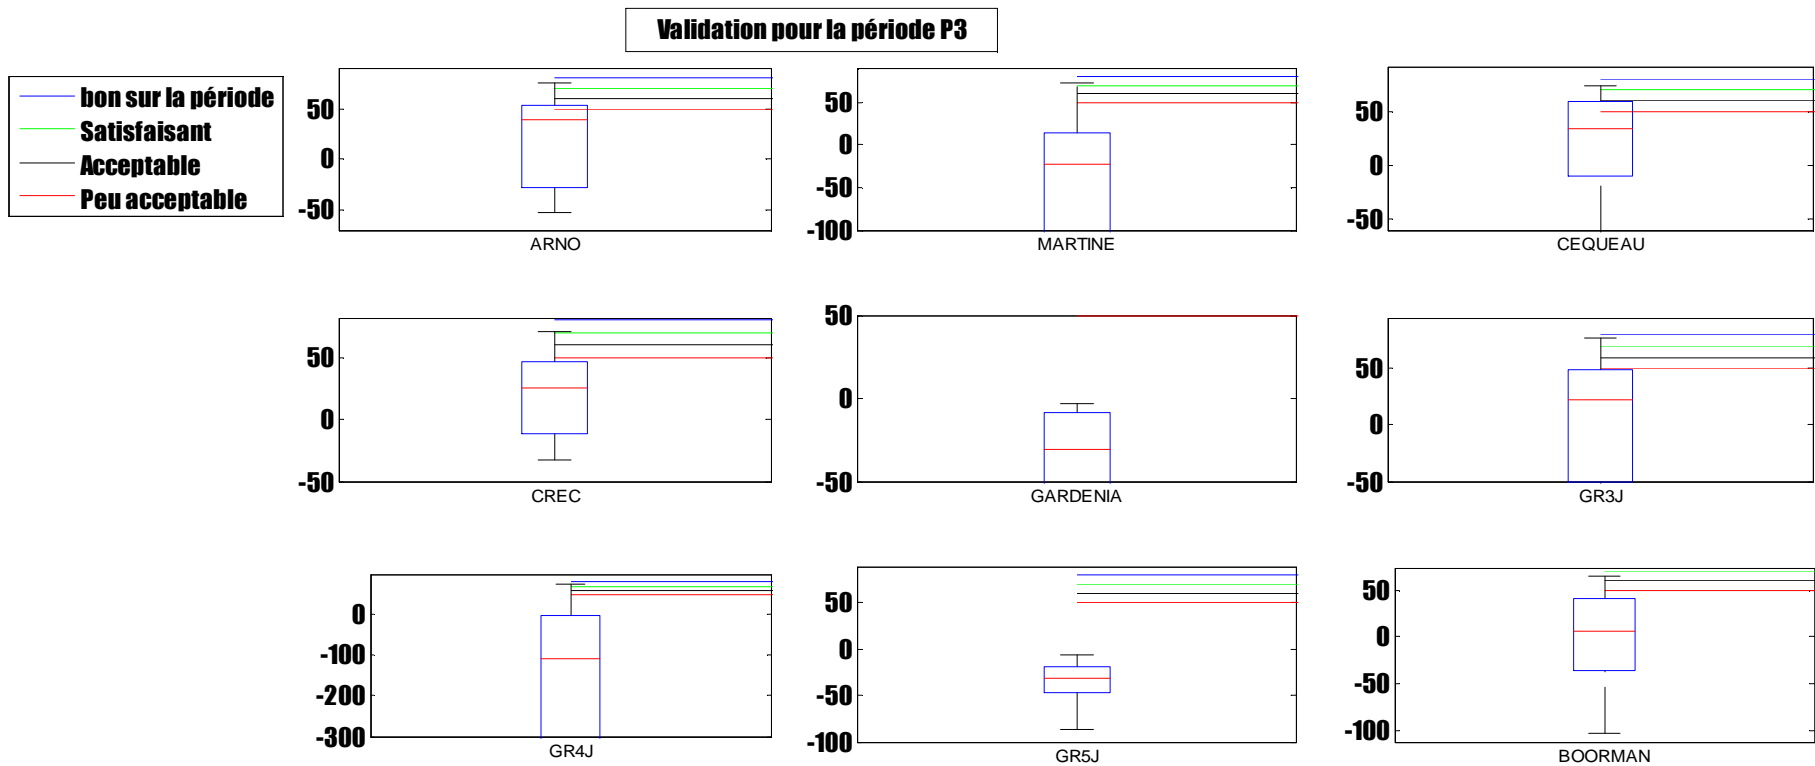 Validation pour la période P3
bon sur la période
Satisfaisant
Acceptable
Peu acceptable
50
0
-50
ARNO
50
0
-50
-100
MARTINE
50
0
-50
CEQUEAU
50
0
-50
CREC
50
0
-50
GARDENIA
50
0
-50
GR3J
0
-100
-200
-300
GR4J
50
0
-50
-100
GR5J
50
0
-50
-100
BOORMAN